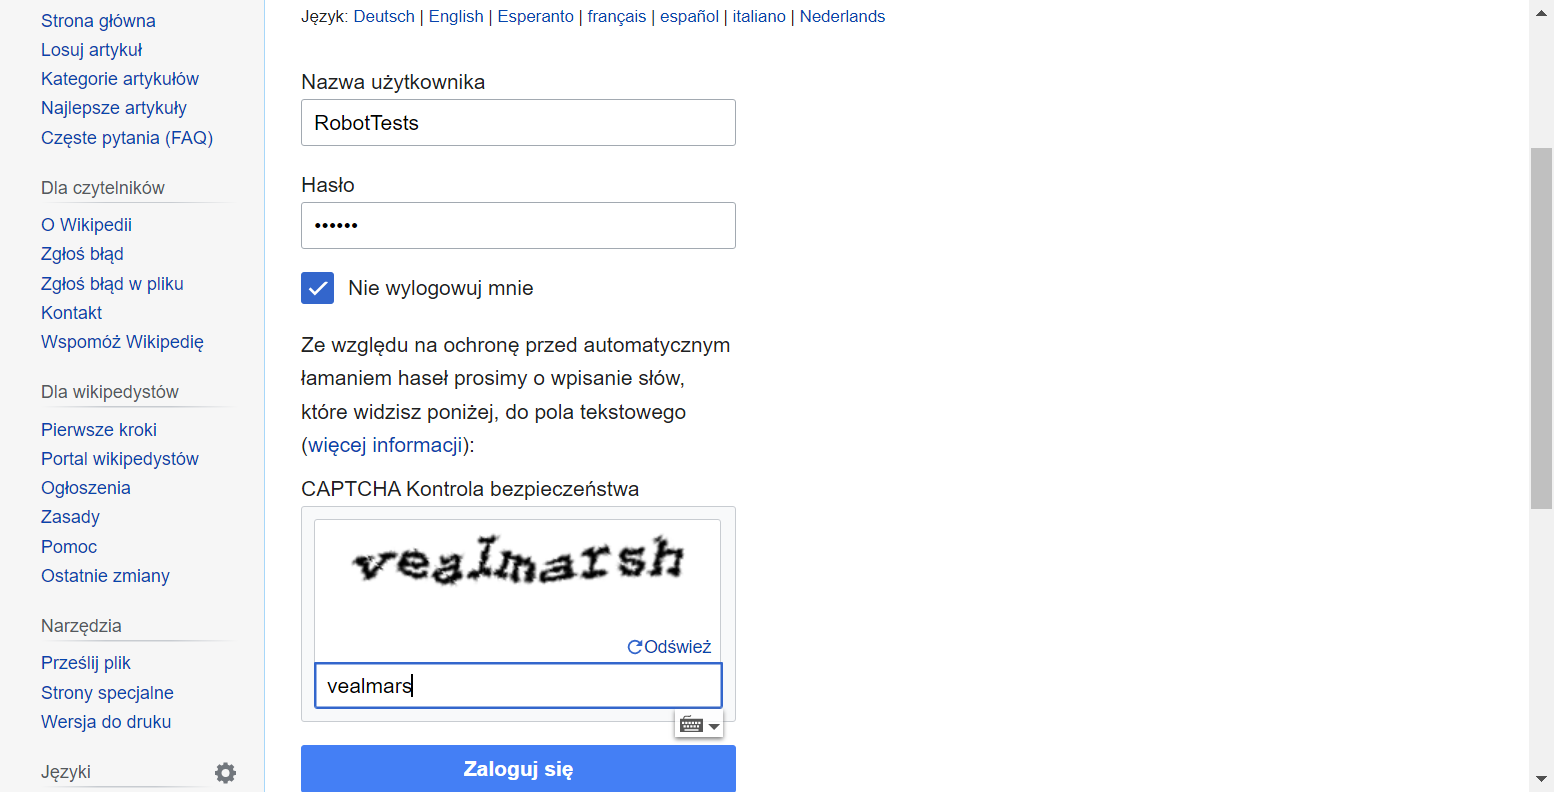 Strona główna
Losuj artykuł
Kategorie artykułów
Najlepsze artykuły
Częste pytania (FAQ)
Dla czytelników
O Wikipedii
Zgłoś błąd
Zgłoś błąd w pliku
Kontakt
Wspomóż Wikipedię
Dla wikipedystów
Pierwsze kroki
Portal wikipedystów
Ogłoszenia
Zasady
Pomoc
Ostatnie zmiany
Narzędzia
Prześlij plik
Strony specjalne
Wersja do druku
Języki
Język: Deutsch | English | Esperanto | français | español | italiano | Nederlands
Nazwa użytkownika
RobotTests
Hasło
••••••
Nie wylogowuj mnie
Ze względu na ochronę przed automatycznym
łamaniem haseł prosimy o wpisanie słów,
które widzisz poniżej, do pola tekstowego
(więcej informacji):
CAPTCHA Kontrola bezpieczeństwa
vealmarsh
Odśwież
vealmars
Zaloguj się